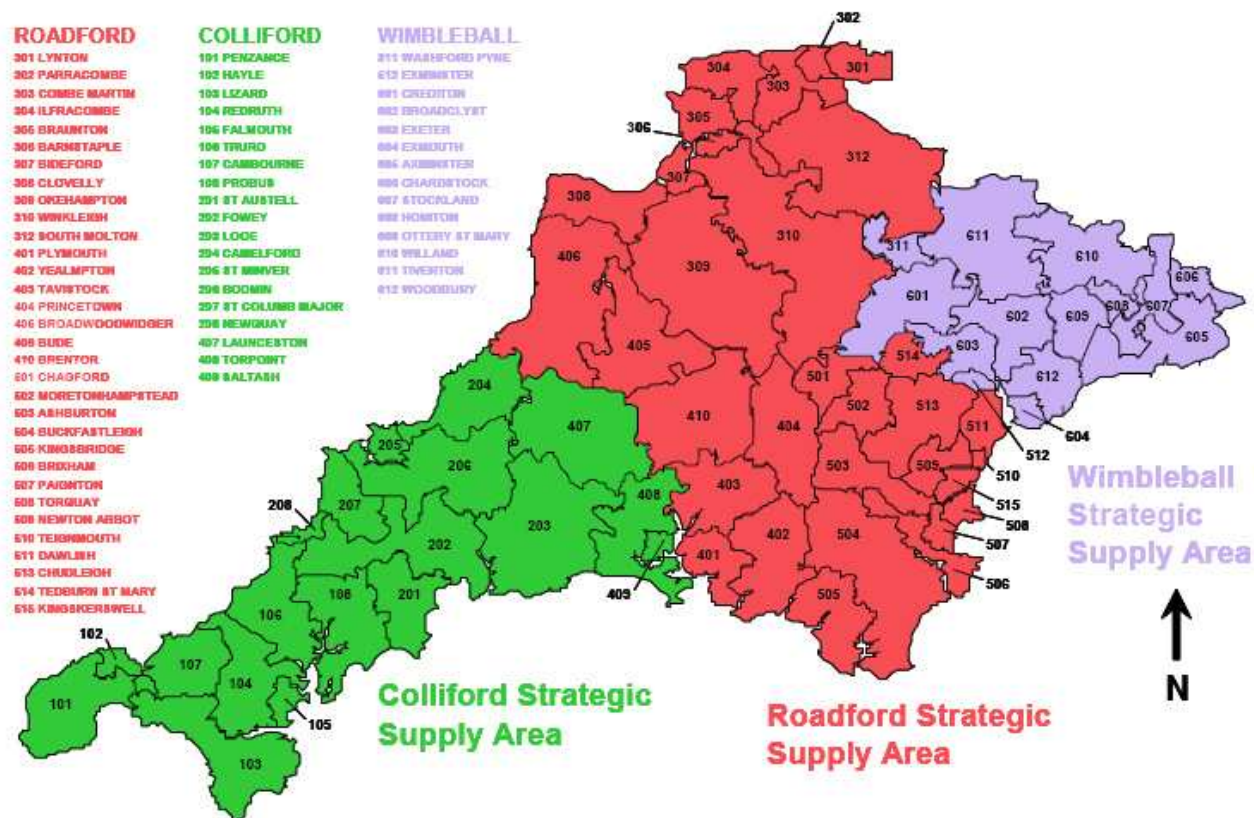 ROADFORD
301 LYNTON
302 PARRACOMBE
303 COMBE MARTIN
304 ILFRACOMBE
305 BRAUNTON
306 BARNSTAPLE
307 BIDEFORD
308 CLOVELLY
309 OKEHAMPTON
310 WINKLEIGH
312 SOUTH MOLTON
401 PLYMOUTH
402 YEALMPTON
403 TAVISTOCK
404 PRINCETOWN
405 BROADWOODWIDGER
406 BUDE
410 BRENTOR
501 CHAGFORD
502 MORETONHAMPSTEAD
503 ASHBURTON
504 BUCKFASTLEIGH
505 KINGSBRIDGE
506 BRIXHAM
507 PAIGNTON
508 TORQUAY
509 NEWTON ABBOT
510 TEIGNMOUTH
511 DAWLISH
513 CHUDLEIGH
514 TEDBURN ST MARY
515 KINGSKERSWELL
COLLIFORD
101 PENZANCE
102 HAYLE
103 LIZARD
104 REDRUTH
105 FALMOUTH
106 TRURO
107 CAMBOURNE
108 PROBUS
201 ST AUSTELL
202 FOWEY
203 LOOE
204 CAMELFORD
205 ST MINVER
206 BODMIN
207 ST COLUMB MAJOR
208 NEWQUAY
407 LAUNCESTON
408 TORPOINT
409 SALTASH
WIMBLEBALL
311 WASHFORD PYNE
512 EXMINSTER
601 CREDITON
602 BROADCLYST
603 EXETER
604 EXMOUTH
605 AXMINSTER
606 CHARDSTOCK
607 STOCKLAND
608 HONITON
609 OTTERY ST MARY
610 WILLAND
611 TIVERTON
612 WOODBURY
302
304
303
301
305
306
312
307
308
310
311
611
610
406
309
606
601
608
607
602
609
605
603
405
514
501
612
204
502
513
407
410
404
511
604
205
512
206
503
509
510
403
408
515
207
208
508
203
402
504
507
202
401
506
409
108
201
505
106
102
107
104
101
105
103
Wimbleball
Strategic
Supply Area
N
Colliford Strategic
Supply Area
Roadford Strategic
Supply Area